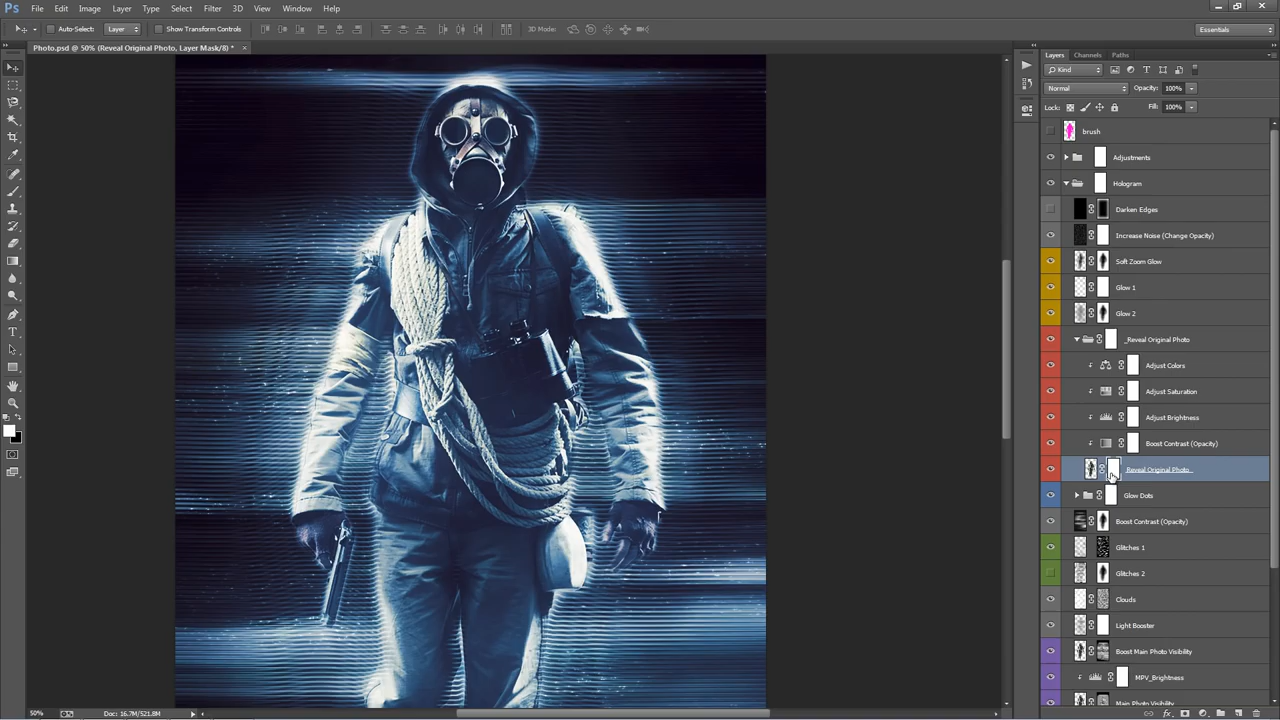 Ps File Edit Image Layer Type Select Filter 3D View Window Help
Auto-Select: Layer Show Transform Controls 3D Mode: Essentials
Photo.psd @ 50% (Reveal Original Photo, Layer Mask/8) * ×
Layers Channels Paths
Kind
Normal Opacity: 100%
Lock: Fill: 100%
brush
Adjustments
Hologram
Darken Edges
Increase Noise (Change Opacity)
Soft Zoom Glow
Glow 1
Glow 2
_Reveal Original Photo
Adjust Colors
Adjust Saturation
Adjust Brightness
Boost Contrast (Opacity)
Reveal Original Photo
Glow Dots
Boost Contrast (Opacity)
Glitches 1
Glitches 2
Clouds
Light Booster
Boost Main Photo Visibility
MPV_Brightness
Main Photo Visibility
50% Doc: 16.7M/521.8M